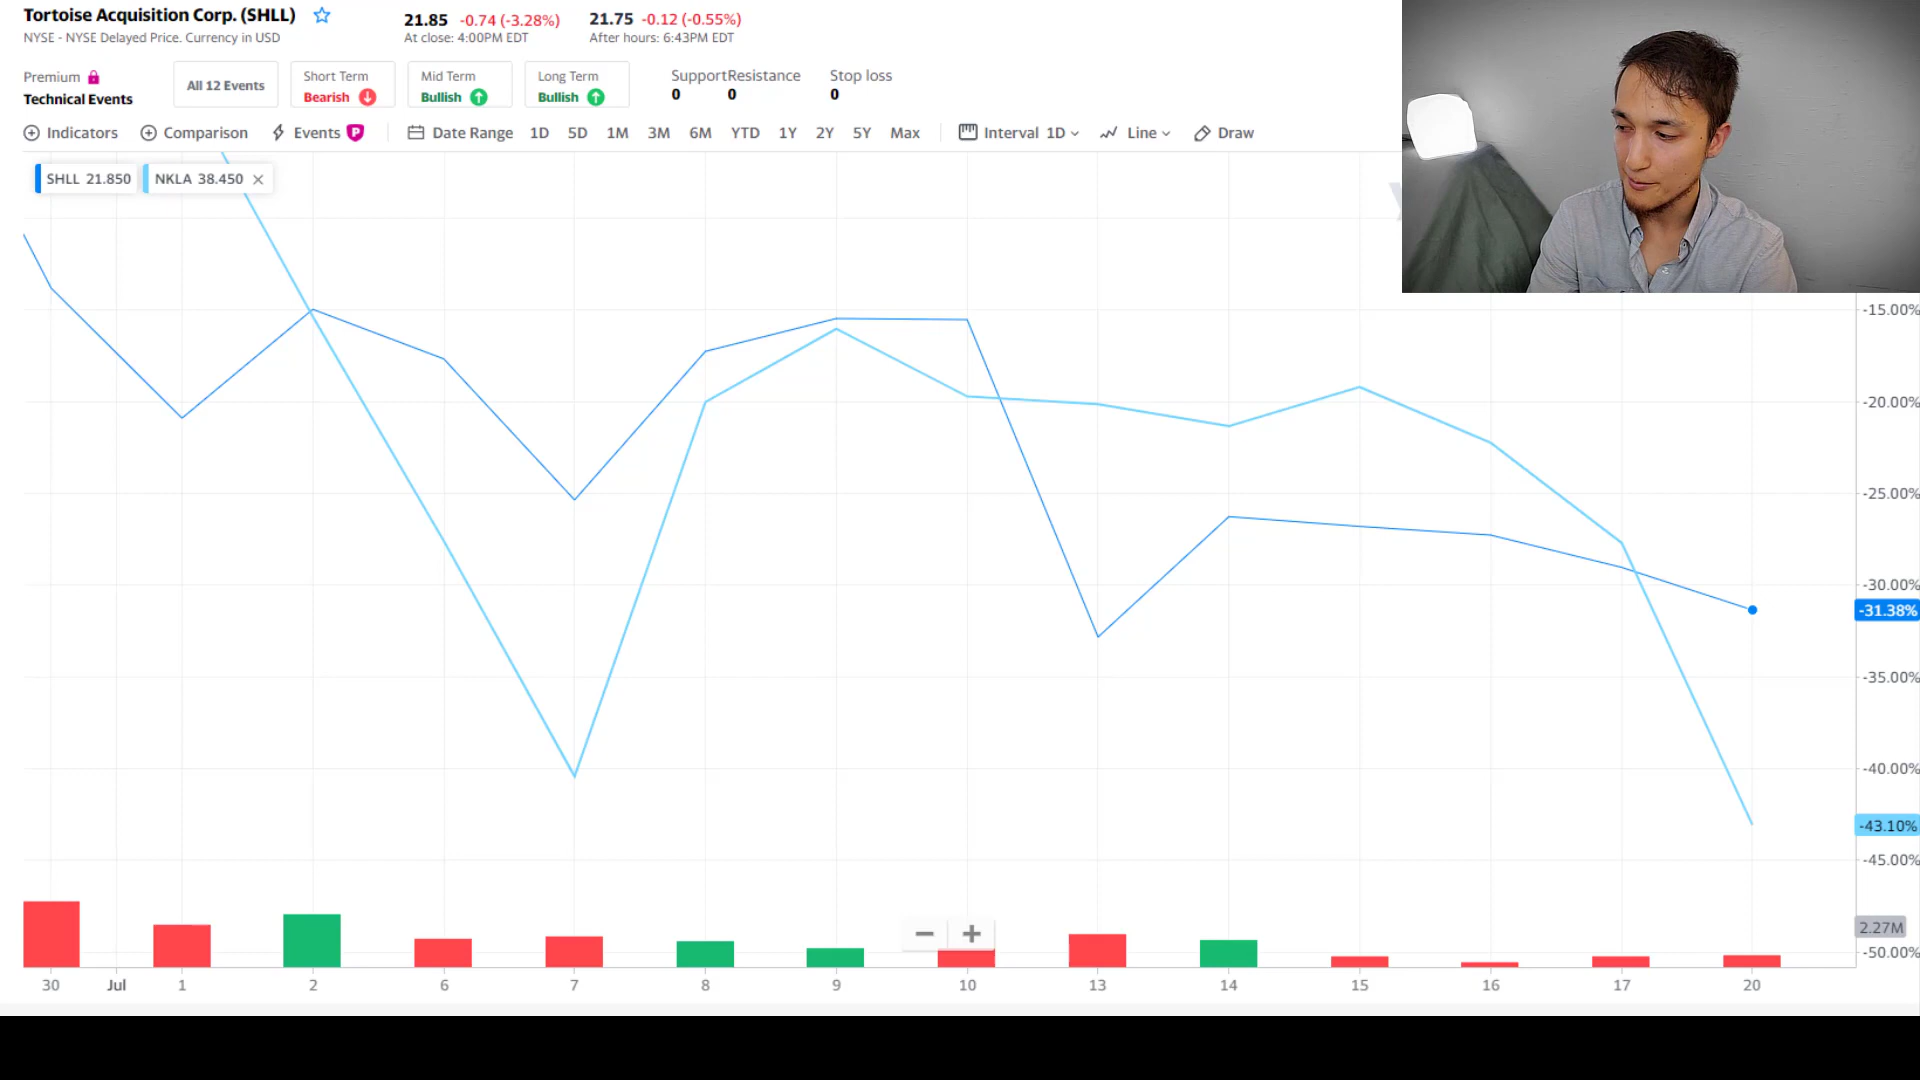 Tortoise Acquisition Corp. (SHLL)
21.85 -0.74 (-3.28%) 21.75 -0.12 (-0.55%)
NYSE - NYSE Delayed Price. Currency in USD
At close: 4:00PM EDT After hours: 6:43PM EDT
Premium
Technical Events
All 12 Events
Short Term
Bearish
Mid Term
Bullish
Long Term
Bullish
Support
0
Resistance
0
Stop loss
0
Indicators Comparison Events P Date Range 1D 5D 1M 3M 6M YTD 1Y 2Y 5Y Max Interval 1D Line Draw
SHLL 21.850 NKLA 38.450
-15.00%
-20.00%
-25.00%
-30.00%
-31.38%
-35.00%
-40.00%
-43.10%
-45.00%
2.27M
-50.00%
30 Jul 1 2 6 7 8 9 10 13 14 15 16 17 20